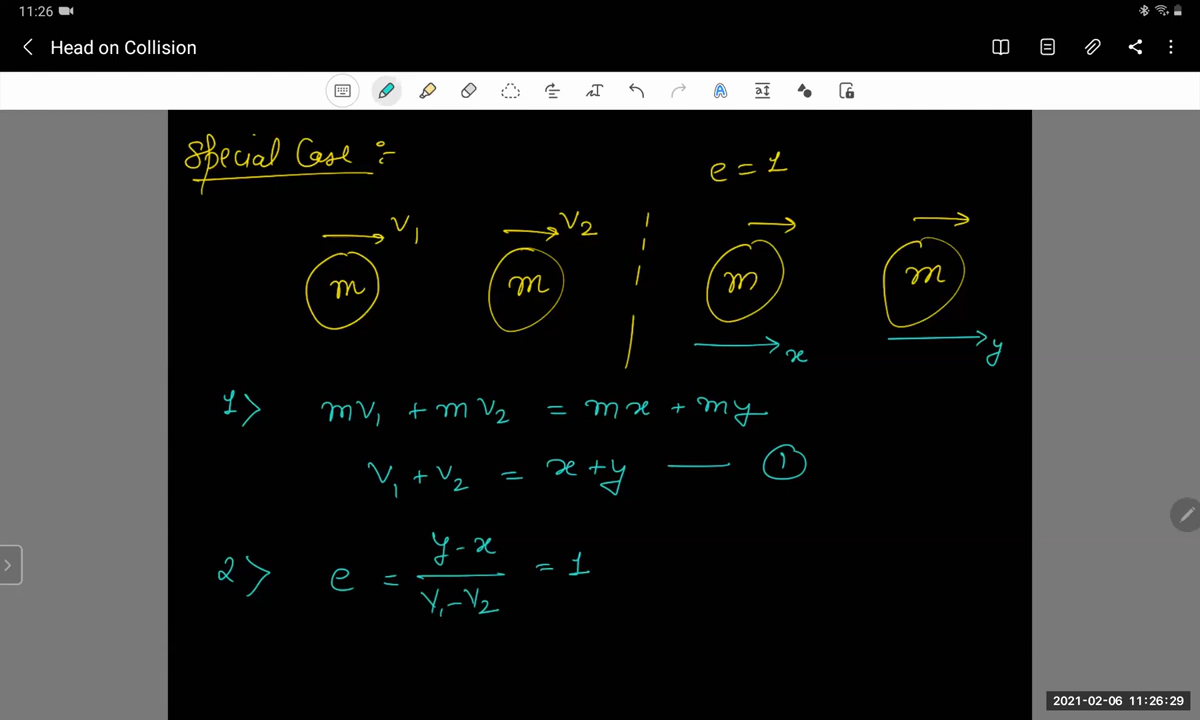 11:26
Head on Collision
Special Case :-
e = 1
V1 V2
m m m m
x y
1> mv1 + mv2 = mx + my
v1 + v2 = x + y —— ①
2> e = (y - x)/(v1 - v2) = 1
2021-02-06 11:26:29